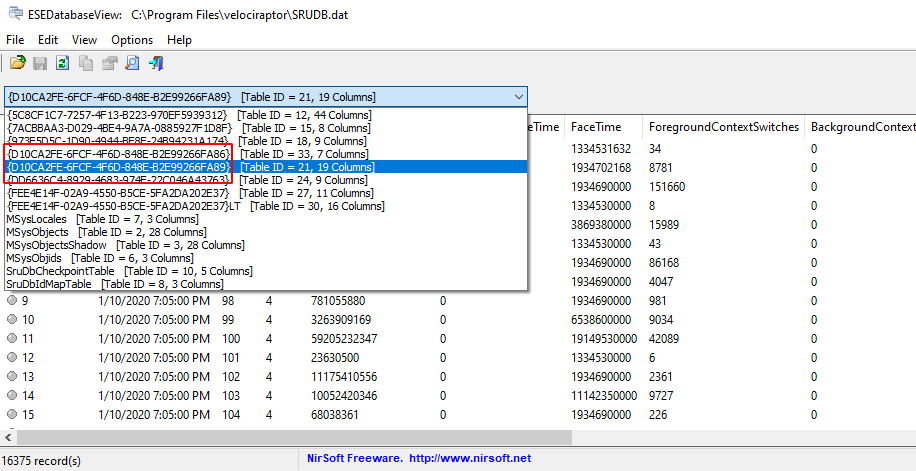 ESEDatabaseView: C:\Program Files\velociraptor\SRUDB.dat
File Edit View Options Help
{D10CA2FE-6FCF-4F6D-848E-B2E99266FA89} [Table ID = 21, 19 Columns]
{5C8CF1C7-7257-4F13-B223-970EF5939312} [Table ID = 12, 44 Columns]
{7ACBBAA3-D029-4BE4-9A7A-0885927F1D8F} [Table ID = 15, 8 Columns]
{973F5D5C-1D90-4944-BE8E-24B94231A174} [Table ID = 18, 9 Columns]
{D10CA2FE-6FCF-4F6D-848E-B2E99266FA86} [Table ID = 33, 7 Columns]
{D10CA2FE-6FCF-4F6D-848E-B2E99266FA89} [Table ID = 21, 19 Columns]
{DD6636C4-8929-4683-974E-22C046A43763} [Table ID = 24, 9 Columns]
{FEE4E14F-02A9-4550-B5CE-5FA2DA202E37} [Table ID = 27, 11 Columns]
{FEE4E14F-02A9-4550-B5CE-5FA2DA202E37}LT [Table ID = 30, 16 Columns]
MSysLocales [Table ID = 7, 3 Columns]
MSysObjects [Table ID = 2, 28 Columns]
MSysObjectsShadow [Table ID = 3, 28 Columns]
MSysObjids [Table ID = 6, 3 Columns]
SruDbCheckpointTable [Table ID = 10, 5 Columns]
SruDbIdMapTable [Table ID = 8, 3 Columns]
eTime FaceTime ForegroundContextSwitches BackgroundContext
1334531632 34 0
1934702168 8781 0
1934690000 151660 0
1334530000 8 0
3869380000 15989 0
1334530000 43 0
1934690000 86168 0
1934690000 4047 0
9 1/10/2020 7:05:00 PM 98 4 781055880 0 1934690000 981 0
10 1/10/2020 7:05:00 PM 99 4 3263909169 0 6538600000 9034 0
11 1/10/2020 7:05:00 PM 100 4 59205232347 0 19149530000 42089 0
12 1/10/2020 7:05:00 PM 101 4 23630500 0 1334530000 6 0
13 1/10/2020 7:05:00 PM 102 4 11175410556 0 1934690000 2361 0
14 1/10/2020 7:05:00 PM 103 4 10052420346 0 11142350000 9727 0
15 1/10/2020 7:05:00 PM 104 4 68038361 0 1934690000 226 0
16375 record(s) NirSoft Freeware. http://www.nirsoft.net